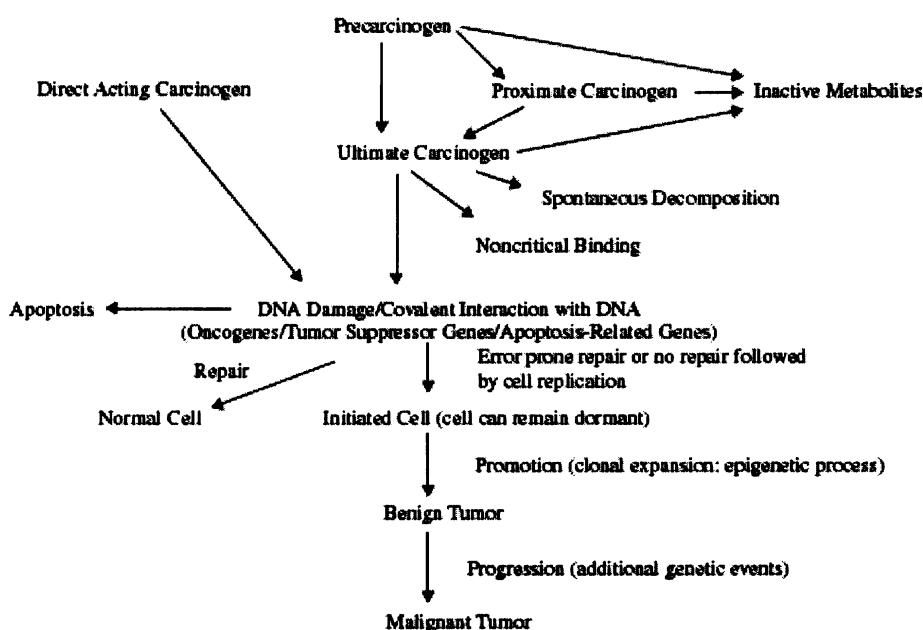 Precarcinogen
Direct Acting Carcinogen
Proximate Carcinogen
Inactive Metabolites
Ultimate Carcinogen
Spontaneous Decomposition
Noncritical Binding
Apoptosis
DNA Damage/Covalent Interaction with DNA
(Oncogenes/Tumor Suppressor Genes/Apoptosis-Related Genes)
Repair
Error prone repair or no repair followed
by cell replication
Normal Cell
Initiated Cell (cell can remain dormant)
Promotion (clonal expansion: epigenetic process)
Benign Tumor
Progression (additional genetic events)
Malignant Tumor